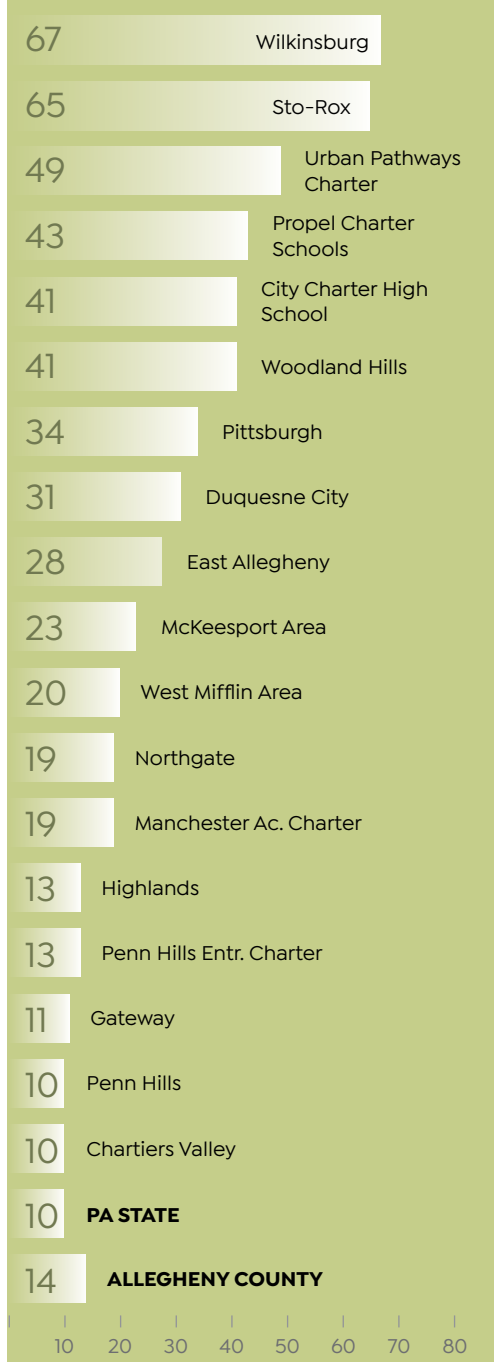 67 Wilkinsburg
65 Sto-Rox
49 Urban Pathways
Charter
43 Propel Charter
Schools
41 City Charter High
School
41 Woodland Hills
34 Pittsburgh
31 Duquesne City
28 East Allegheny
23 McKeesport Area
20 West Mifflin Area
19 Northgate
19 Manchester Ac. Charter
13 Highlands
13 Penn Hills Entr. Charter
11 Gateway
10 Penn Hills
10 Chartiers Valley
10 PA STATE
14 ALLEGHENY COUNTY
10 20 30 40 50 60 70 80